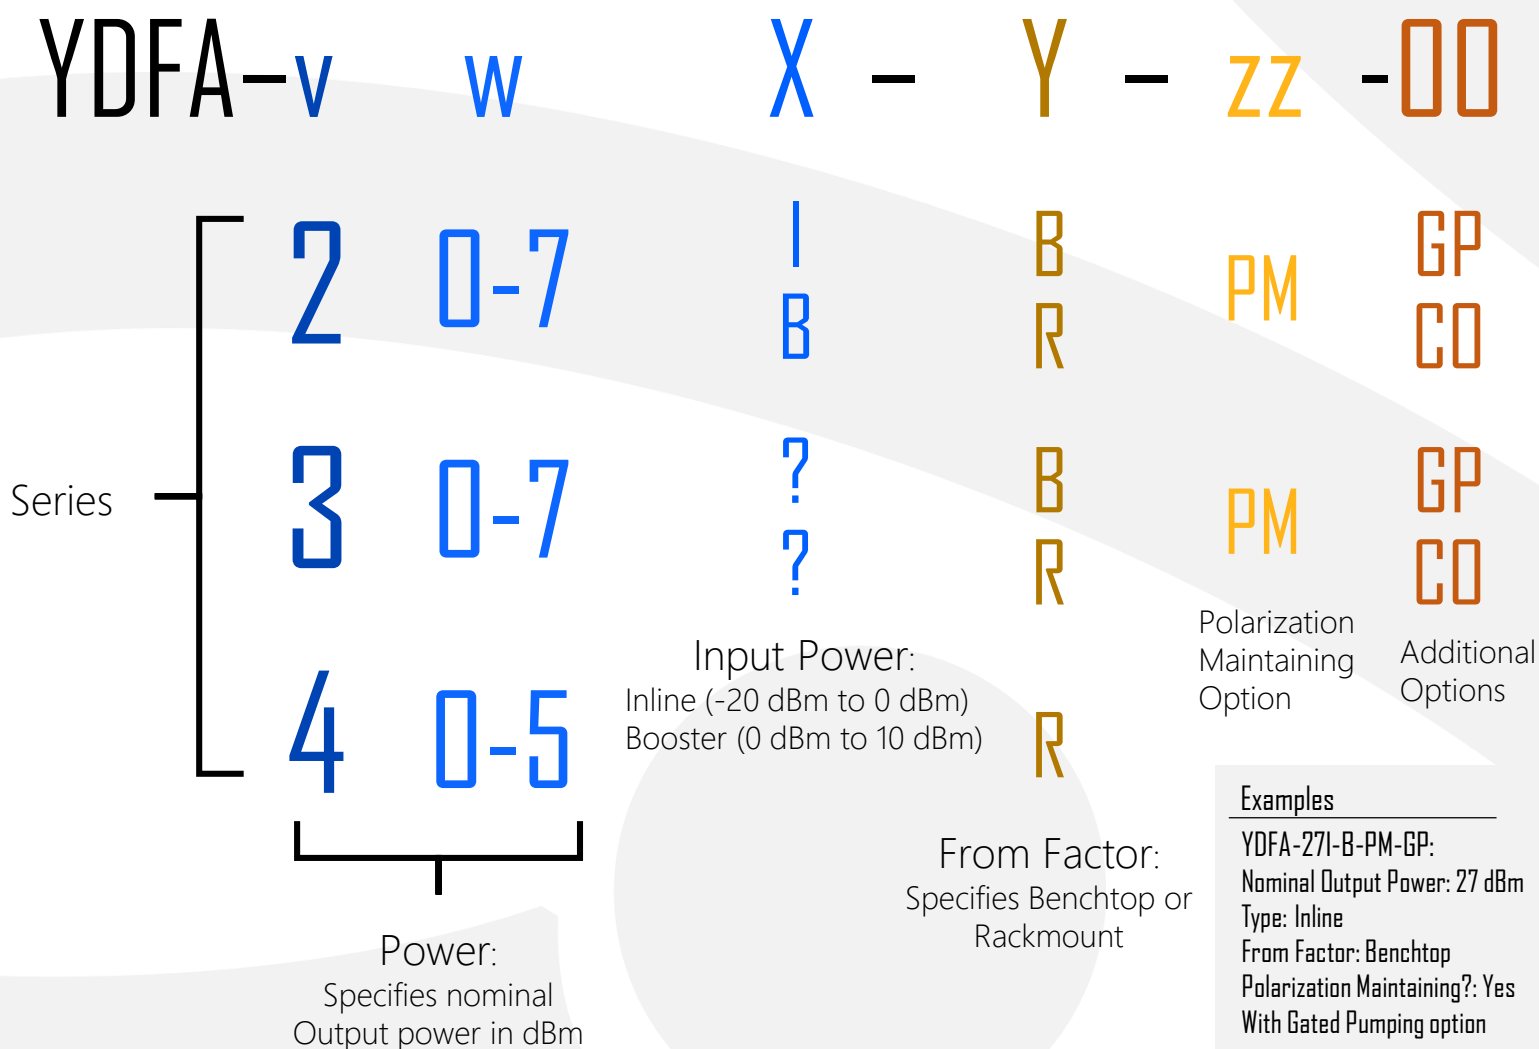 YDFA-v w X - Y - zz -OO
Series
2 0-7 I B B R PM GP CO
3 0-7 ? ? B R PM GP CO
4 0-5 R
Input Power:
Inline (-20 dBm to 0 dBm)
Booster (0 dBm to 10 dBm)
Polarization
Maintaining
Option
Additional
Options
Power:
Specifies nominal
Output power in dBm
From Factor:
Specifies Benchtop or
Rackmount
Examples
YDFA-27I-B-PM-GP:
Nominal Output Power: 27 dBm
Type: Inline
From Factor: Benchtop
Polarization Maintaining?: Yes
With Gated Pumping option